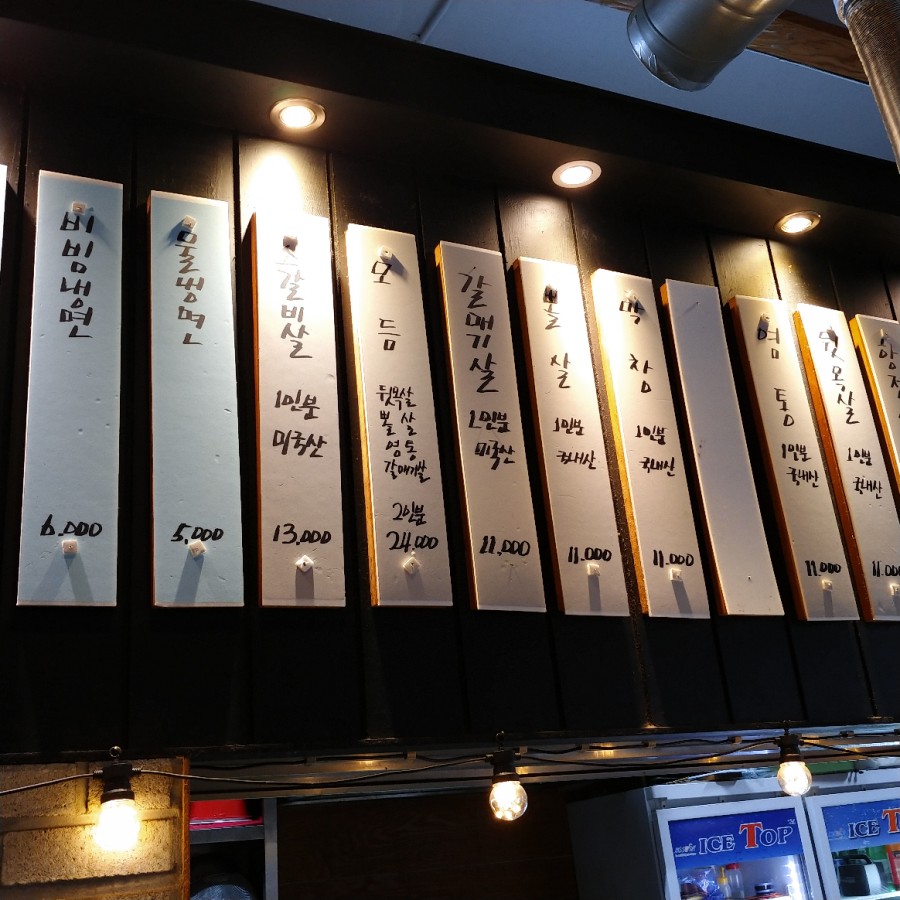 비빔냉면
6.000
물냉면
5.000
갈비살
1인분
미국산
13.000
모듬
뒷목살
뽈살
염통
갈매기살
2인분
24.000
갈매기살
1인분
미국산
11.000
뽈살
1인분
국내산
11.000
막창
1인분
국내산
11.000
염통
1인분
국내산
11.000
뒷목살
1인분
국내산
11.000
ICE TOP
ICE T